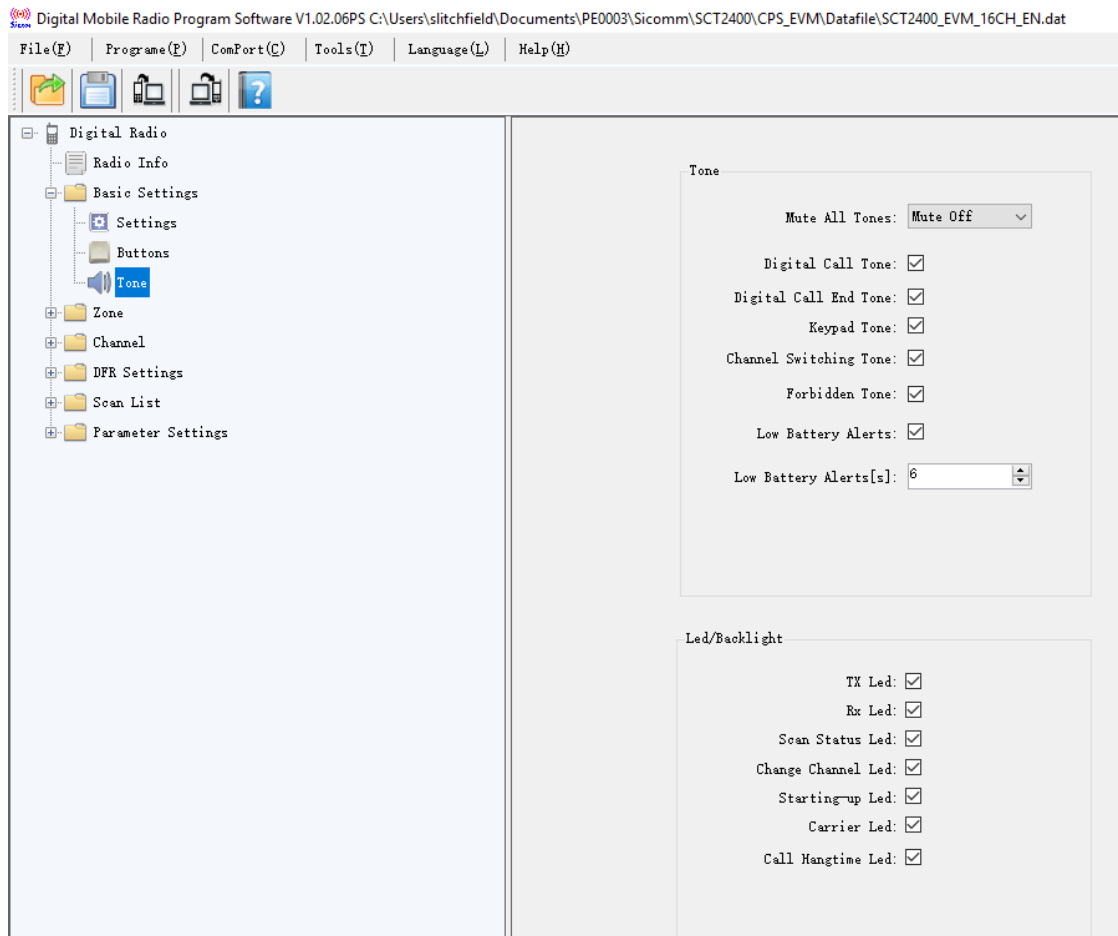 Digital Mobile Radio Program Software V1.02.06PS C:\Users\slitchfield\Documents\PE0003\Sicomm\SCT2400\CPS_EVM\Datafile\SCT2400_EVM_16CH_EN.dat
File(F) Programe(P) ComPort(C) Tools(T) Language(L) Help(H)
Digital Radio
Radio Info
Basic Settings
Settings
Buttons
Tone
Zone
Channel
DFR Settings
Scan List
Parameter Settings
Tone
Mute All Tones: Mute Off
Digital Call Tone:
Digital Call End Tone:
Keypad Tone:
Channel Switching Tone:
Forbidden Tone:
Low Battery Alerts:
Low Battery Alerts[s]: 6
Led/Backlight
TX Led:
Rx Led:
Scan Status Led:
Change Channel Led:
Starting-up Led:
Carrier Led:
Call Hangtime Led: